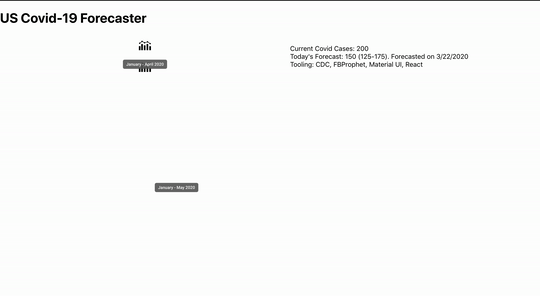 US Covid-19 Forecaster
Current Covid Cases: 200
Today's Forecast: 150 (125-175). Forecasted on 3/22/2020
Tooling: CDC, FBProphet, Material UI, React
January - April 2020
January - May 2020